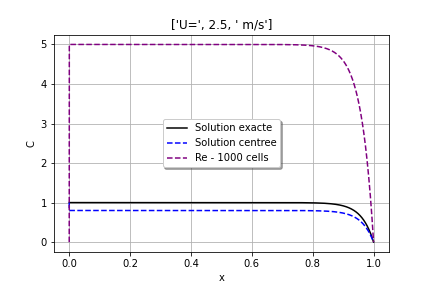 ['U=', 2.5, ' m/s']
5
4
3
2
1
0
C
Solution exacte
Solution centree
Re - 1000 cells
0.0 0.2 0.4 0.6 0.8 1.0
x